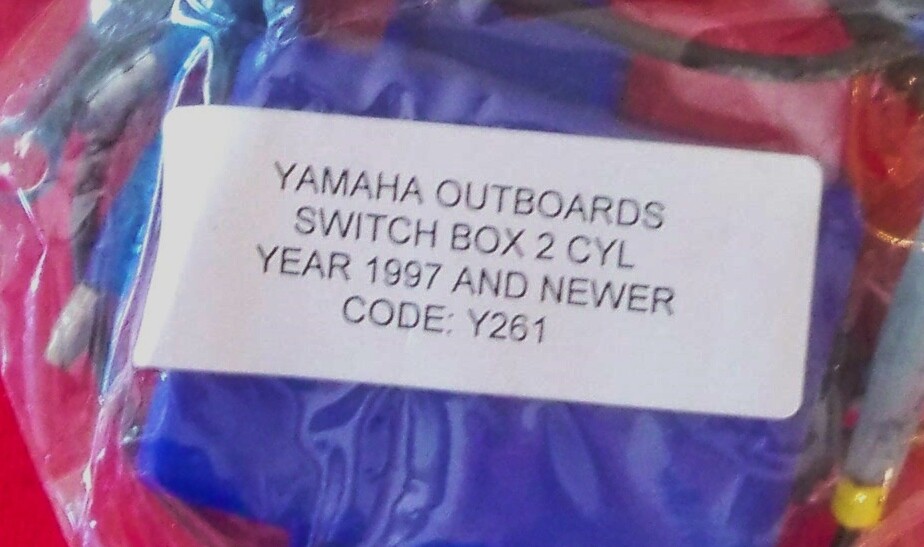 YAMAHA OUTBOARDS
SWITCH BOX 2 CYL
YEAR 1997 AND NEWER
CODE: Y261